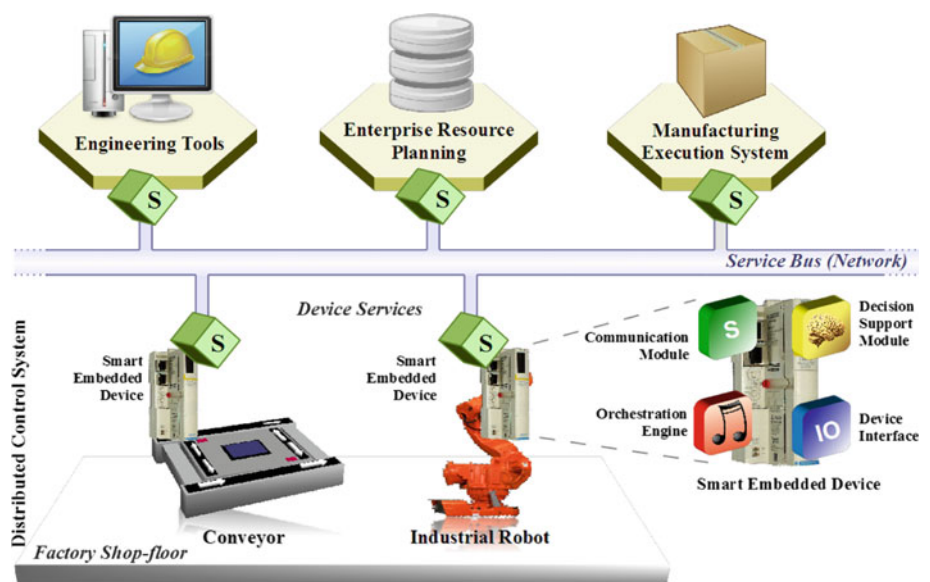 Engineering Tools
Enterprise Resource
Planning
Manufacturing
Execution System
S
S
S
Service Bus (Network)
Device Services
S
S
Smart
Embedded
Device
Smart
Embedded
Device
Communication
Module
S
Decision
Support
Module
Orchestration
Engine
IO
Device
Interface
Smart Embedded Device
Conveyor
Industrial Robot
Factory Shop-floor
Distributed Control System